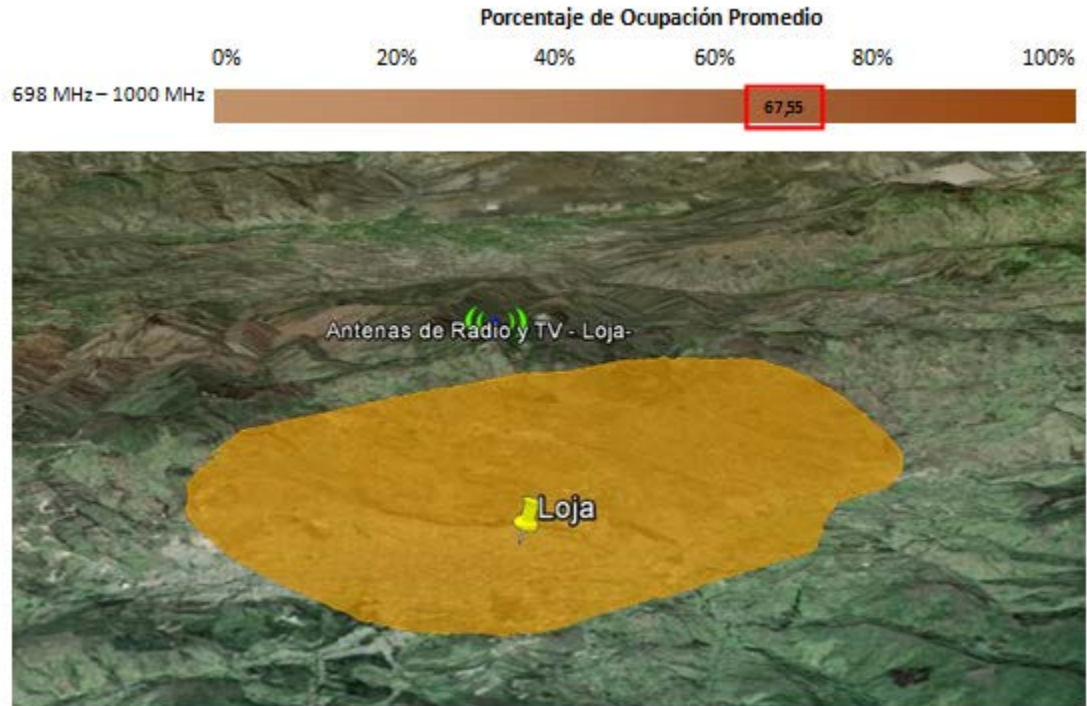 Porcentaje de Ocupación Promedio
0% 20% 40% 60% 80% 100%
698 MHz – 1000 MHz
67,55
Antenas de Radio y TV - Loja-
Loja